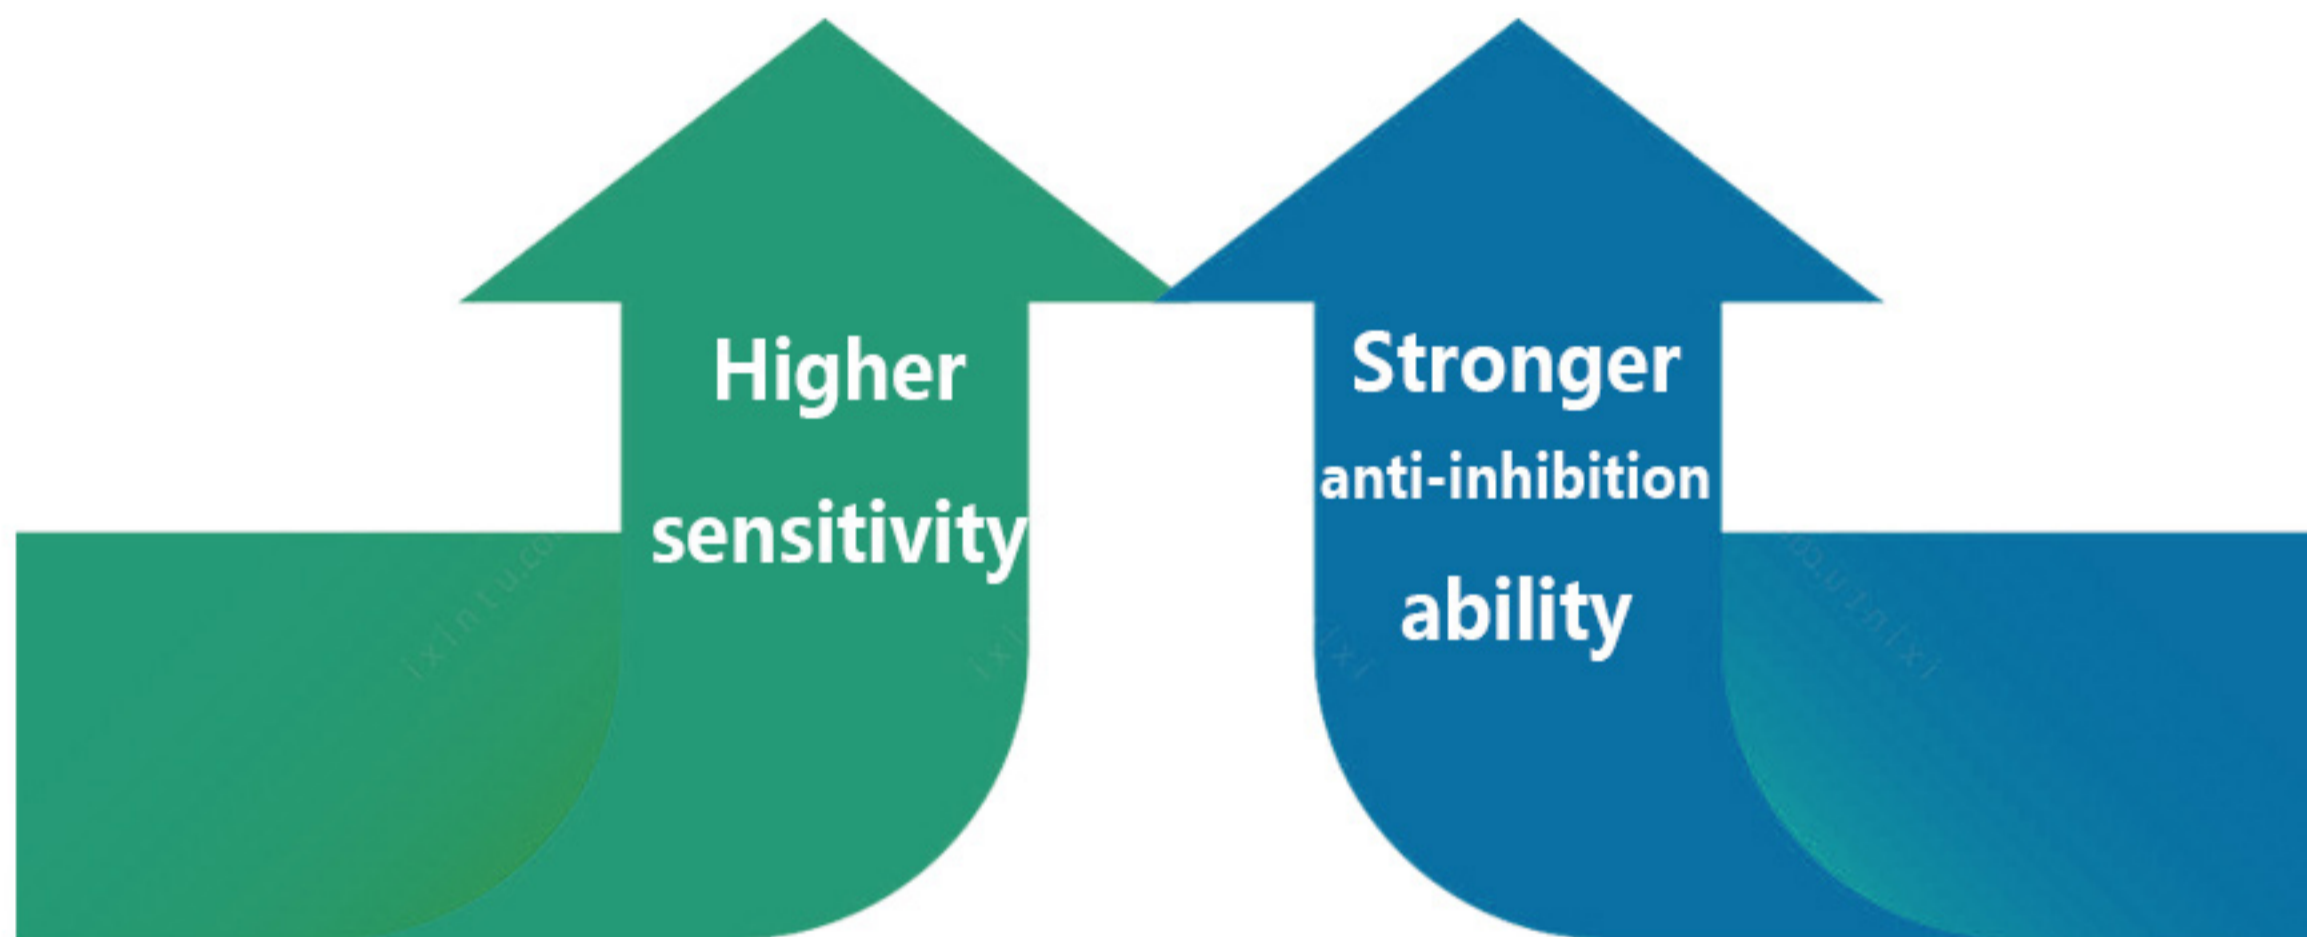 Higher
sensitivity
Stronger
anti-inhibition
ability